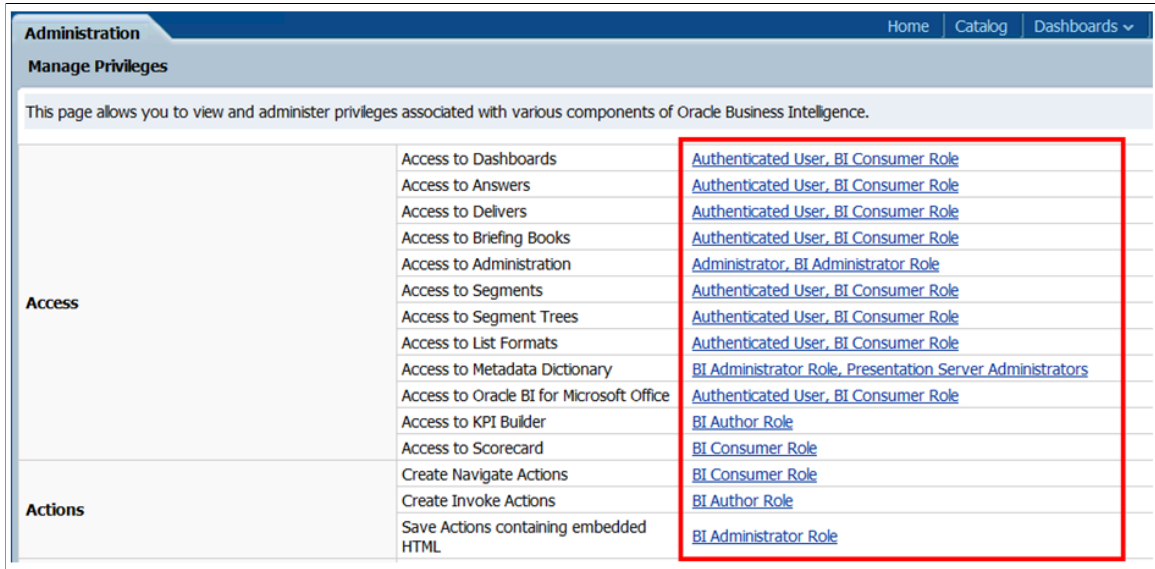 Administration
Home Catalog Dashboards
Manage Privileges
This page allows you to view and administer privileges associated with various components of Oracle Business Intelligence.
Access
Access to Dashboards Authenticated User, BI Consumer Role
Access to Answers Authenticated User, BI Consumer Role
Access to Delivers Authenticated User, BI Consumer Role
Access to Briefing Books Authenticated User, BI Consumer Role
Access to Administration Administrator, BI Administrator Role
Access to Segments Authenticated User, BI Consumer Role
Access to Segment Trees Authenticated User, BI Consumer Role
Access to List Formats Authenticated User, BI Consumer Role
Access to Metadata Dictionary BI Administrator Role, Presentation Server Administrators
Access to Oracle BI for Microsoft Office Authenticated User, BI Consumer Role
Access to KPI Builder BI Author Role
Access to Scorecard BI Consumer Role
Actions
Create Navigate Actions BI Consumer Role
Create Invoke Actions BI Author Role
Save Actions containing embedded
HTML BI Administrator Role